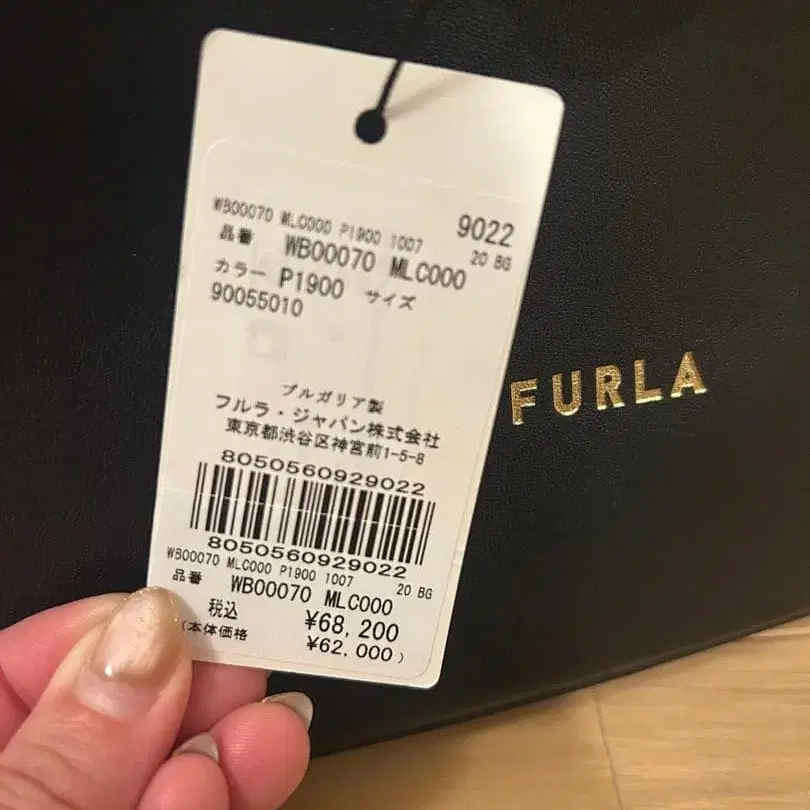 WB00070 MLC000 P1900 1007 9022
品番 WB00070 MLC000 20 BG
カラー P1900 サイズ
90055010
ブルガリア製
フルラ・ジャパン株式会社
東京都渋谷区神宮前1-5-8
8050560929022
8050560929022
WB00070 MLC000 P1900 1007 20 BG
品番 WB00070 MLC000
税込 ¥68,200
(本体価格 ¥62,000)
FURLA